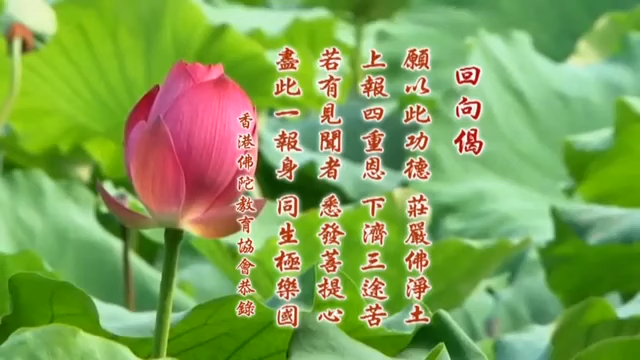 回向偈
願以此功德 莊嚴佛淨土
上報四重恩 下濟三途苦
若有見聞者 悉發菩提心
盡此一報身 同生極樂國
香港佛陀教育協會恭錄